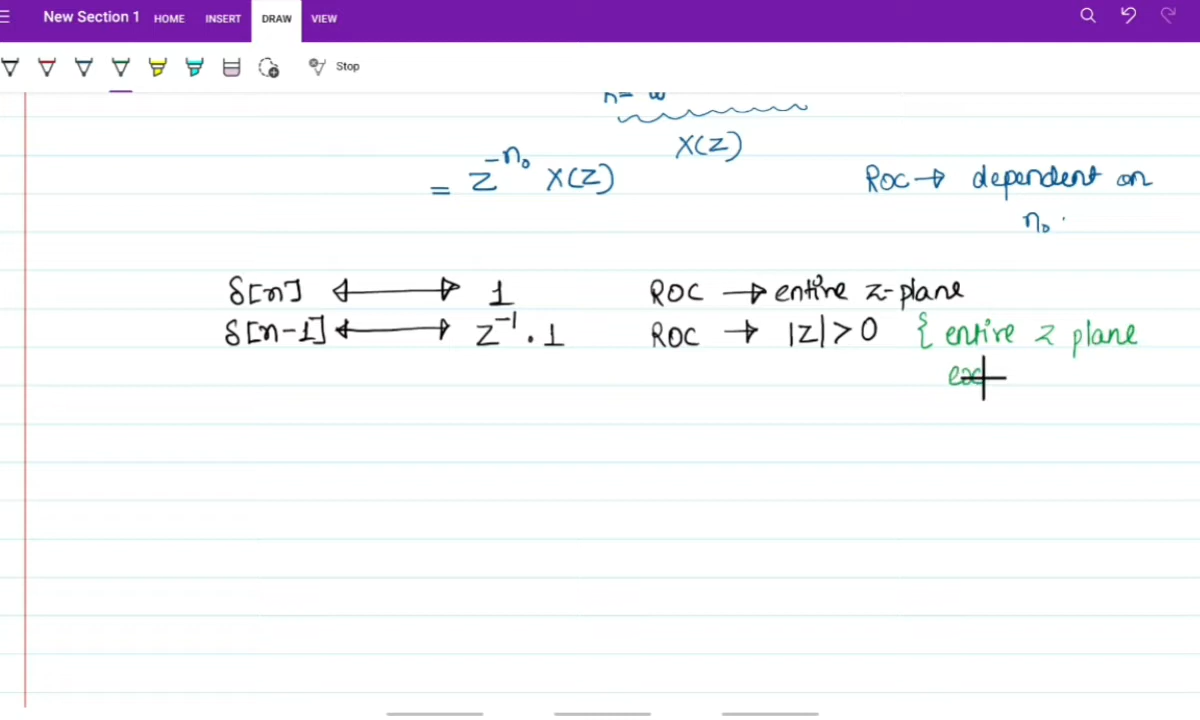 New Section 1 HOME INSERT DRAW VIEW
Stop
X(Z)
= z^{-n₀} X(Z)
ROC → dependent on
n₀.
δ[n] ↔ 1 ROC → entire z-plane
δ[n-1] ↔ z^{-1} . 1 ROC → |z|>0 { entire z plane